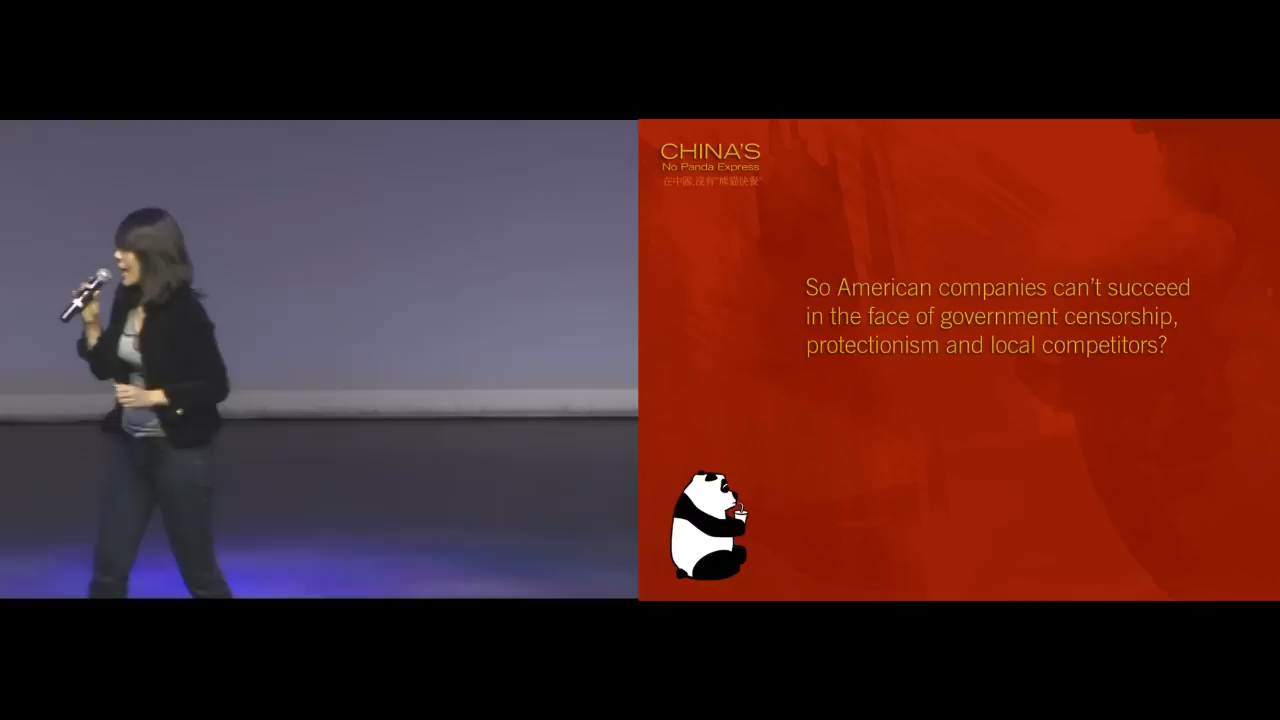 CHINA'S
No Panda Express
在中國,沒有"熊貓快餐"
So American companies can't succeed
in the face of government censorship,
protectionism and local competitors?